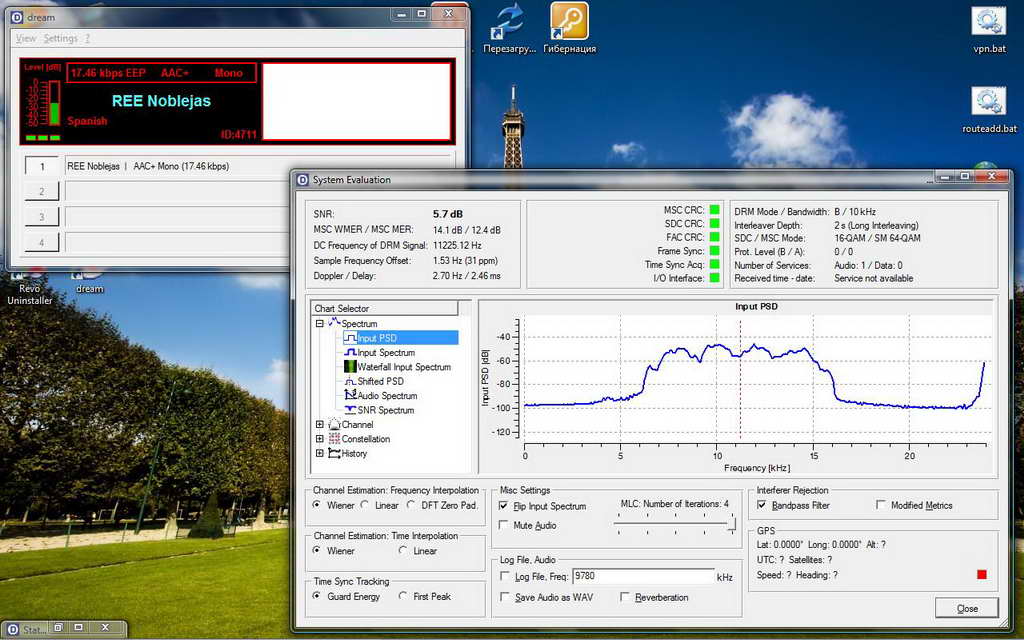 dream
View Settings ?
Level [dB]
0
-10
-20
-30
-40
-50
17.46 kbps EEP AAC+ Mono
REE Noblejas
Spanish
ID:4711
1 REE Noblejas | AAC+ Mono (17.46 kbps)
2
3
4
Перезагру...
Гибернация
vpn.bat
routeadd.bat
Revo
Uninstaller
dream
System Evaluation
SNR: 5.7 dB
MSC WMER / MSC MER: 14.1 dB / 12.4 dB
DC Frequency of DRM Signal: 11225.12 Hz
Sample Frequency Offset: 1.53 Hz (31 ppm)
Doppler / Delay: 2.70 Hz / 2.46 ms
MSC CRC:
SDC CRC:
FAC CRC:
Frame Sync:
Time Sync Acq:
I/O Interface:
DRM Mode / Bandwidth: B / 10 kHz
Interleaver Depth: 2 s (Long Interleaving)
SDC / MSC Mode: 16-QAM / SM 64-QAM
Prot. Level (B / A): 0 / 0
Number of Services: Audio: 1 / Data: 0
Received time - date: Service not available
Chart Selector
Spectrum
Input PSD
Input Spectrum
Waterfall Input Spectrum
Shifted PSD
Audio Spectrum
SNR Spectrum
Channel
Constellation
History
Input PSD
Input PSD [dB]
-40
-60
-80
-100
-120
0 5 10 15 20
Frequency [kHz]
Channel Estimation: Frequency Interpolation
Wiener Linear DFT Zero Pad.
Channel Estimation: Time Interpolation
Wiener Linear
Time Sync Tracking
Guard Energy First Peak
Misc Settings
Flip Input Spectrum
Mute Audio
MLC: Number of Iterations: 4
Log File, Audio
Log File, Freq: 9780 kHz
Save Audio as WAV Reverberation
Interferer Rejection
Bandpass Filter Modified Metrics
GPS
Lat: 0.0000° Long: 0.0000° Alt: ?
UTC: ? Satellites: ?
Speed: ? Heading: ?
Close
Stat...